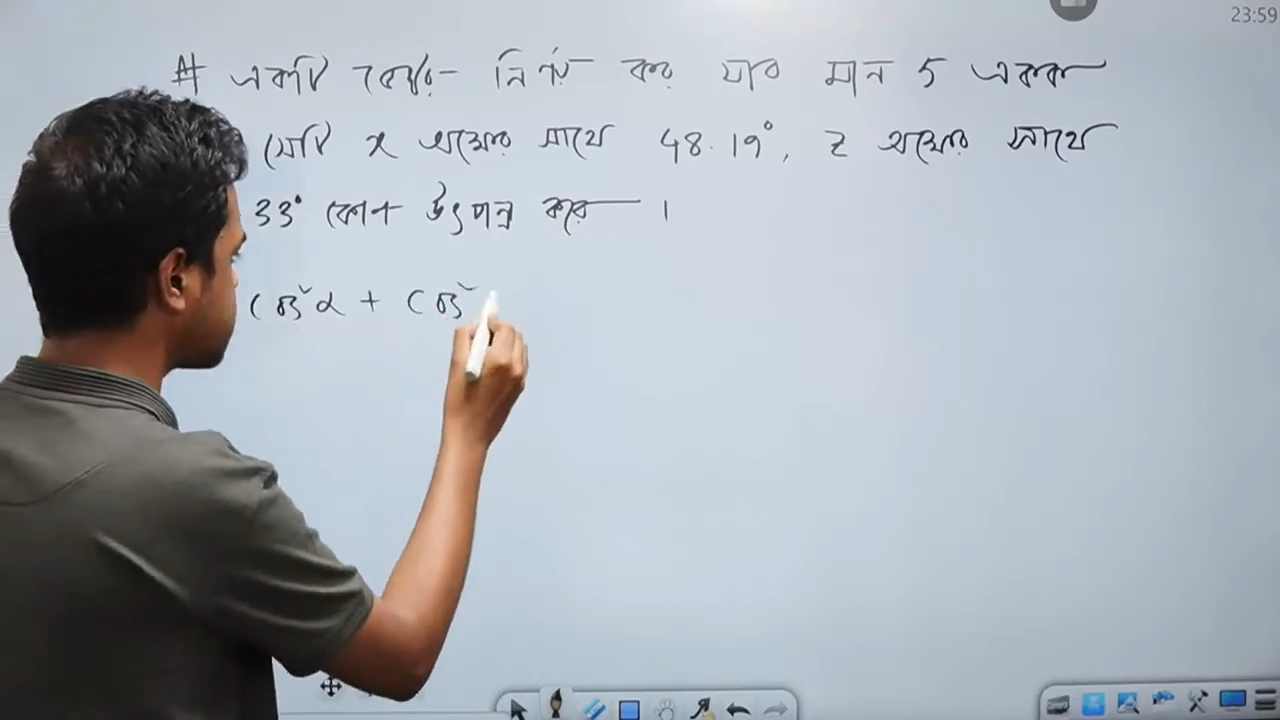 23:59
# একটি ভেক্টর নির্ণয় কর যার মান 5 একক
যেটি x অক্ষের সাথে 48.19°, z অক্ষের সাথে
33° কোণ উৎপন্ন করে ।
cos²α + cos²